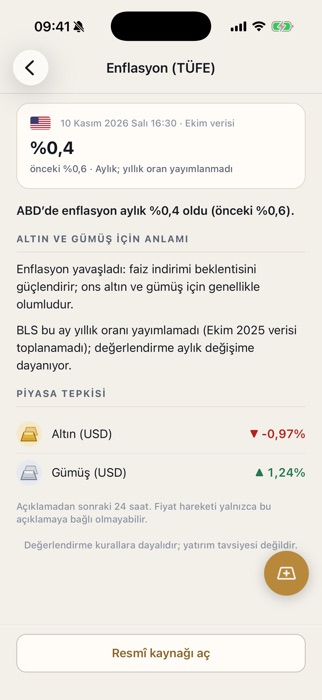 09:41
Enflasyon (TÜFE)
10 Kasım 2026 Salı 16:30 · Ekim verisi
%0,4
önceki %0,6 · Aylık; yıllık oran yayımlanmadı
ABD’de enflasyon aylık %0,4 oldu (önceki %0,6).
ALTIN VE GÜMÜŞ İÇİN ANLAMI
Enflasyon yavaşladı: faiz indirimi beklentisini
güçlendirir; ons altın ve gümüş için genellikle
olumludur.
BLS bu ay yıllık oranı yayımlamadı (Ekim 2025 verisi
toplanamadı); değerlendirme aylık değişime
dayanıyor.
PİYASA TEPKİSİ
Altın (USD) ▼ -0,97%
Gümüş (USD) ▲ 1,24%
Açıklamadan sonraki 24 saat. Fiyat hareketi yalnızca bu
açıklamaya bağlı olmayabilir.
Değerlendirme kurallara dayalıdır; yatırım tavsiyesi değildir.
Resmî kaynağı aç